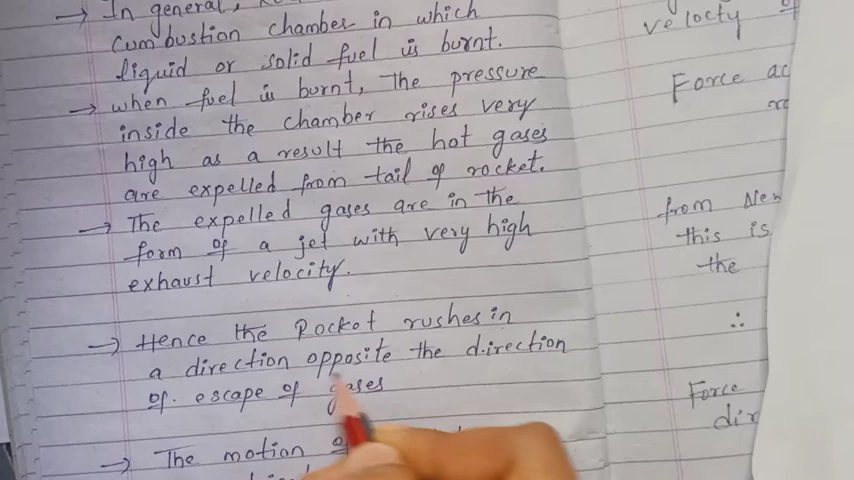 → In general,
combustion chamber in which
liquid or solid fuel is burnt.
→ when fuel is burnt, the pressure
inside the chamber rises very
high as a result the hot gases
are expelled from tail of rocket.
→ The expelled gases are in the
form of a jet with very high
exhaust velocity.
→ Hence the Rocket rushes in
a direction opposite the direction
of. escape of gases
→ The motion of
velocty of
Force ac
from New
this is
the
∴
Force
dir